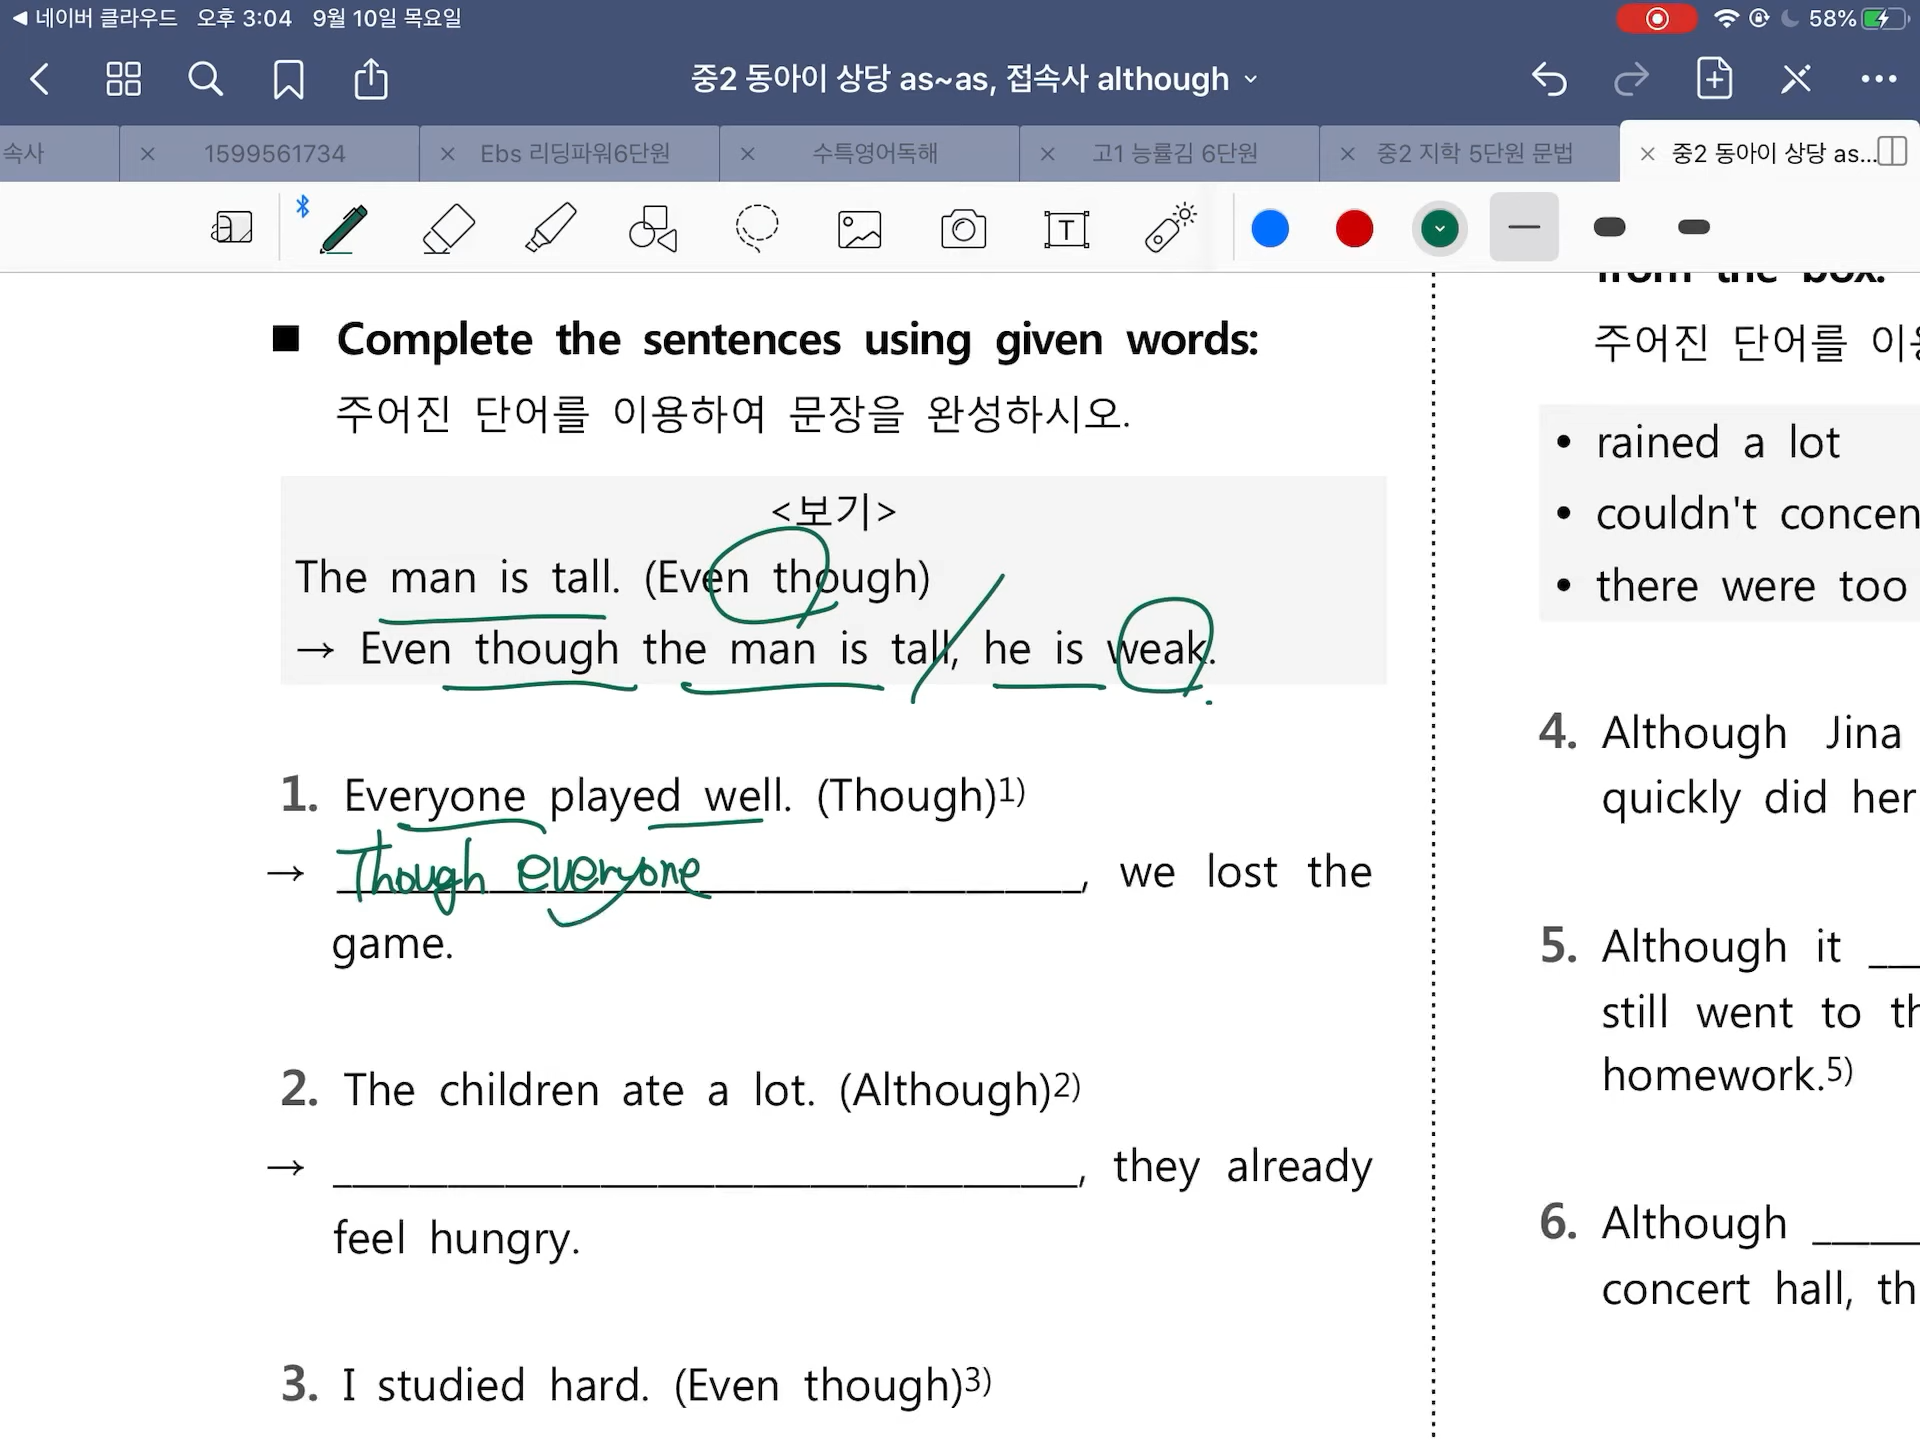 네이버 클라우드 오후 3:04 9월 10일 목요일 58%
중2 동아이 상당 as~as, 접속사 although
속사 1599561734 Ebs 리딩파워6단원 수특영어독해 고1 능률김 6단원 중2 지학 5단원 문법 중2 동아이 상당 as...
■ Complete the sentences using given words:
주어진 단어를 이용하여 문장을 완성하시오.
<보기>
The man is tall. (Even though)
→ Even though the man is tall, he is weak.
1. Everyone played well. (Though)1)
→ Though everyone, we lost the
game.
2. The children ate a lot. (Although)2)
→ , they already
feel hungry.
3. I studied hard. (Even though)3)
from the box.
주어진 단어를
• rained a lot
• couldn't concen
• there were too
4. Although Jina
quickly did her
5. Although it
still went to th
homework.5)
6. Although
concert hall, th